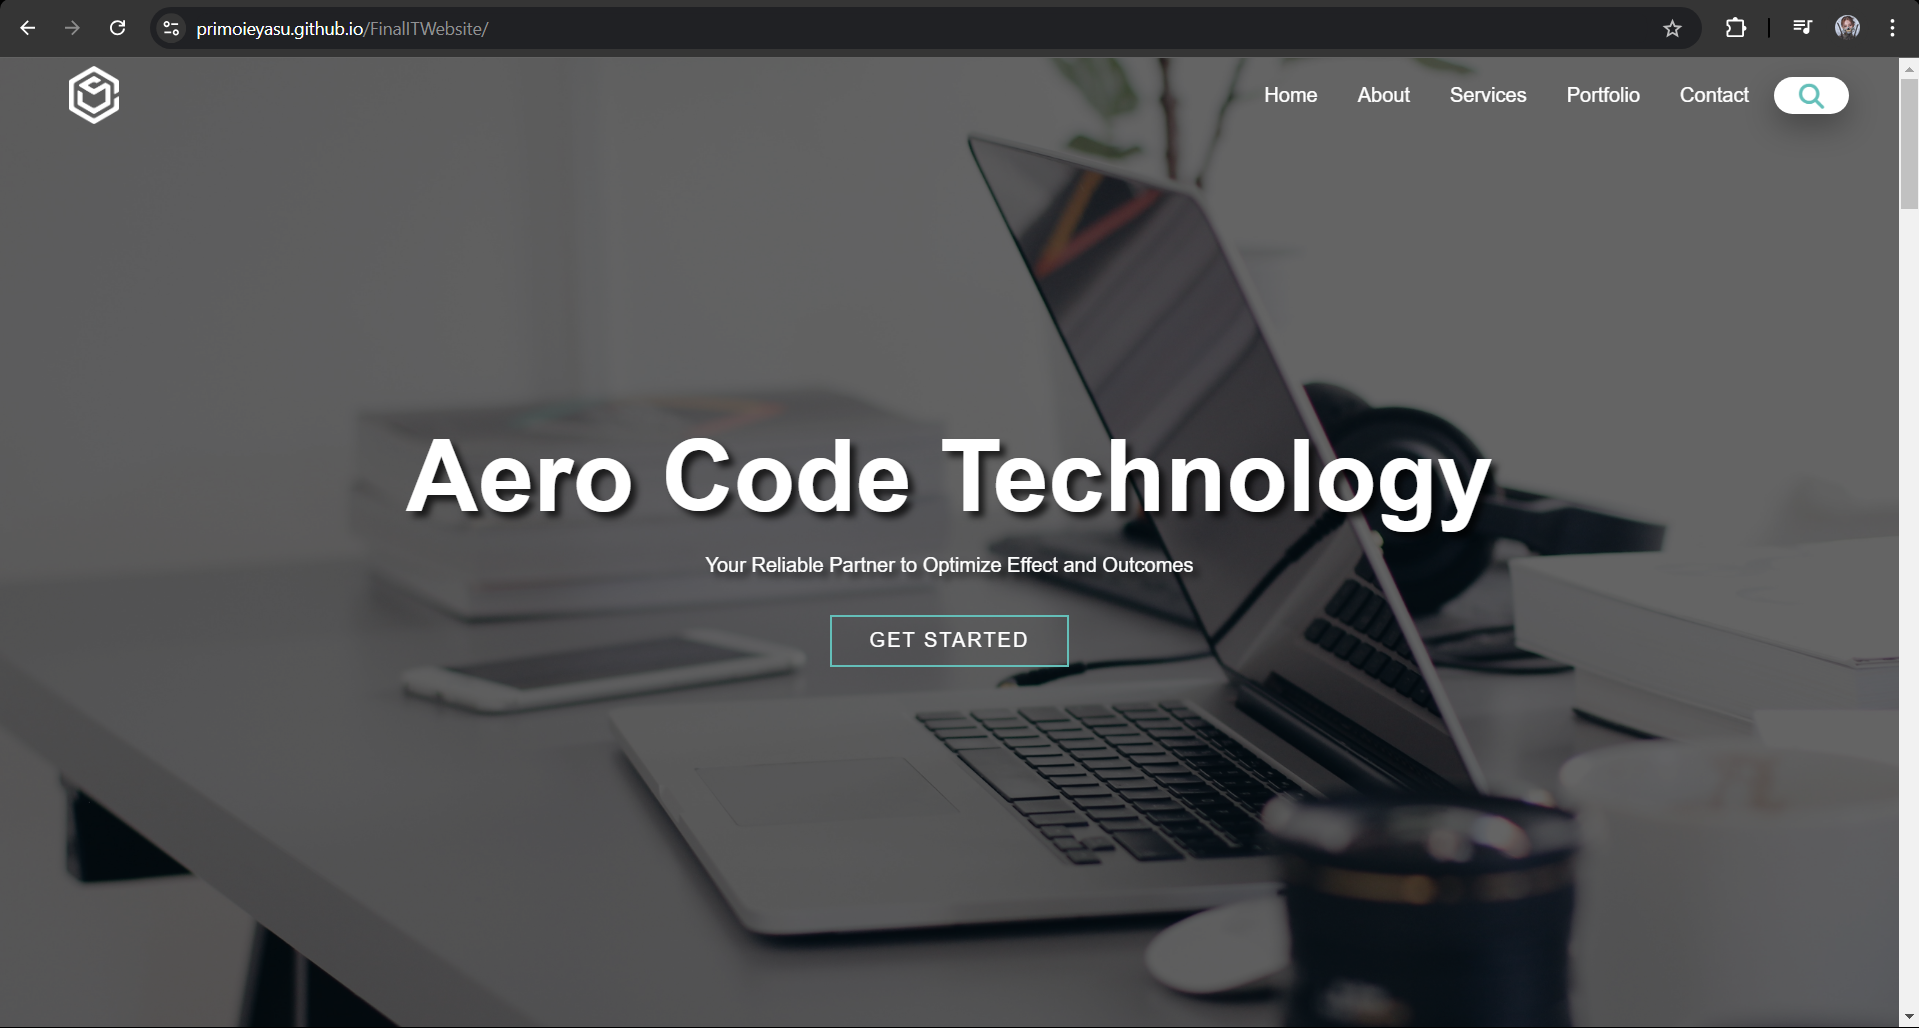 primoieyasu.github.io/FinalITWebsite/
Home About Services Portfolio Contact
Aero Code Technology
Your Reliable Partner to Optimize Effect and Outcomes
GET STARTED